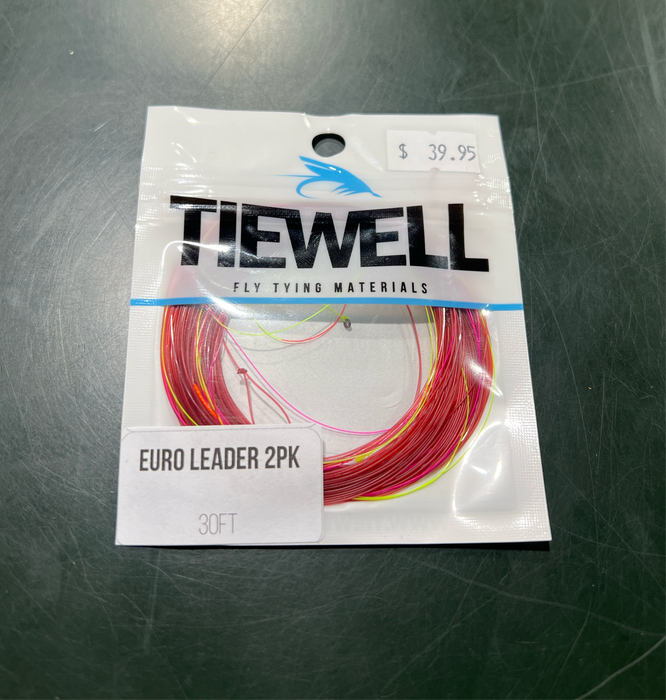 $ 39.95
TIEWELL
FLY TYING MATERIALS
EURO LEADER 2PK
30FT